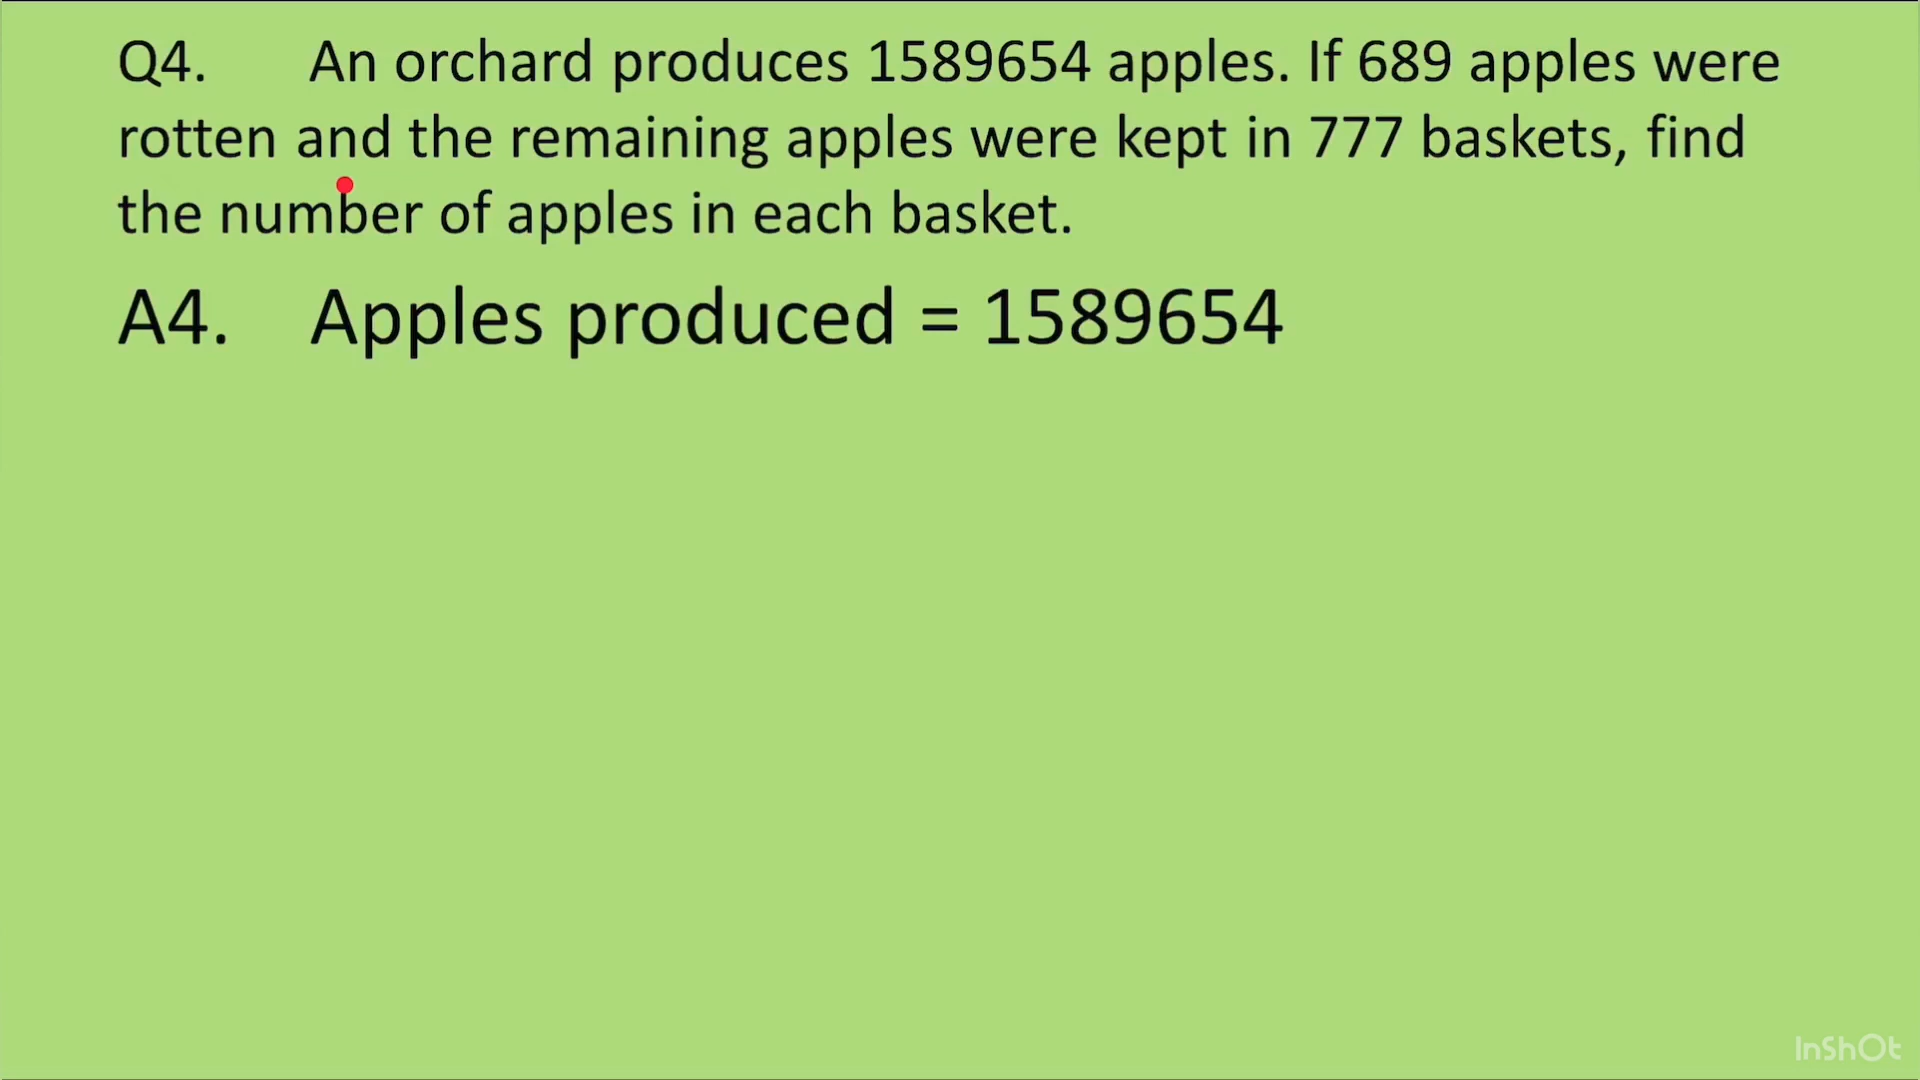 Q4. An orchard produces 1589654 apples. If 689 apples were
rotten and the remaining apples were kept in 777 baskets, find
the number of apples in each basket.
A4. Apples produced = 1589654
InShOt